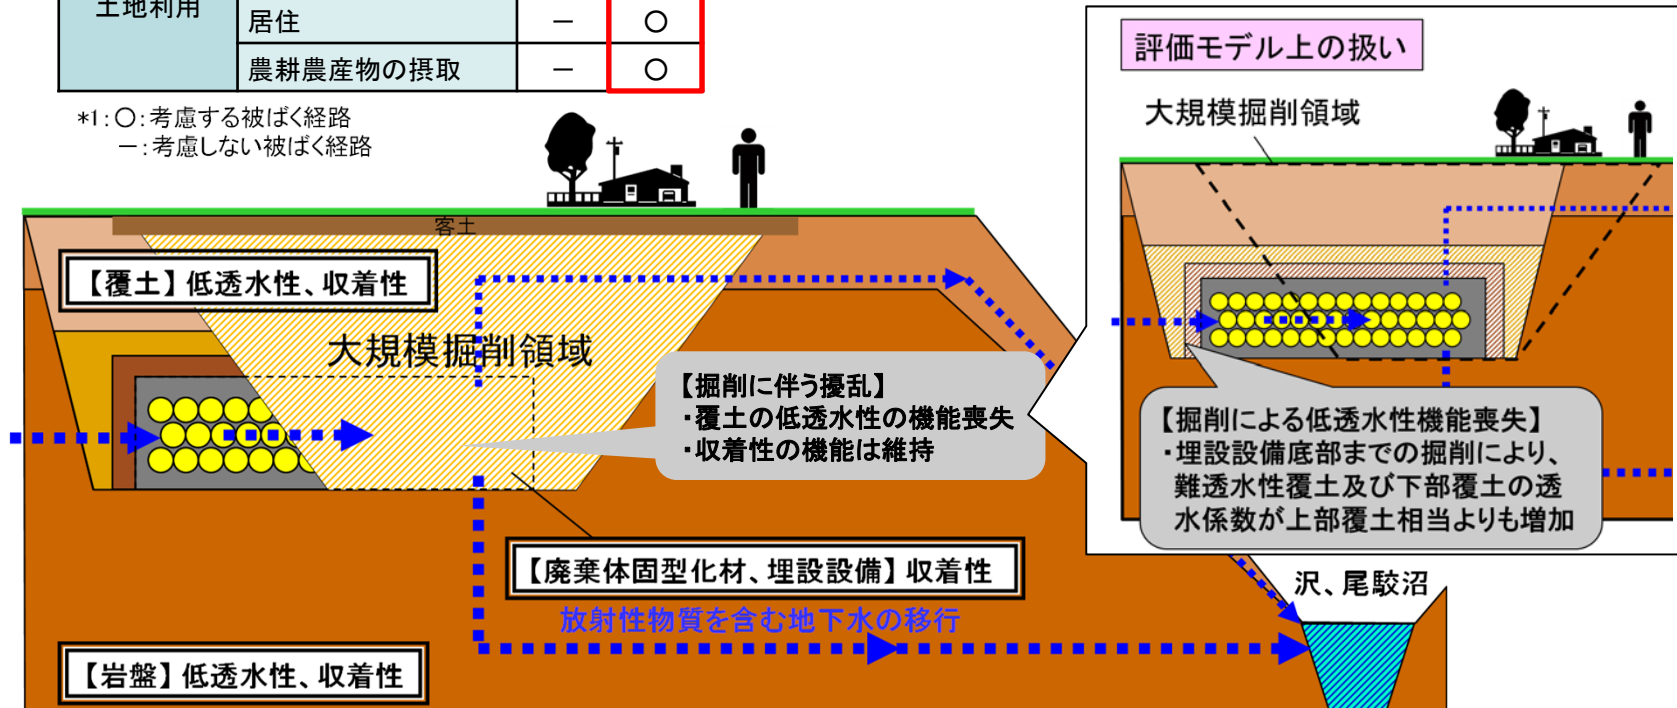 土地利用
居住
－
○
農耕農産物の摂取
－
○
*1：○：考慮する被ばく経路
－：考慮しない被ばく経路
客土
【覆土】低透水性、収着性
大規模掘削領域
【掘削に伴う擾乱】
・覆土の低透水性の機能喪失
・収着性の機能は維持
【廃棄体固型化材、埋設設備】収着性
放射性物質を含む地下水の移行
【岩盤】低透水性、収着性
沢、尾駮沼
評価モデル上の扱い
大規模掘削領域
【掘削による低透水性機能喪失】
・埋設設備底部までの掘削により、
難透水性覆土及び下部覆土の透
水係数が上部覆土相当よりも増加